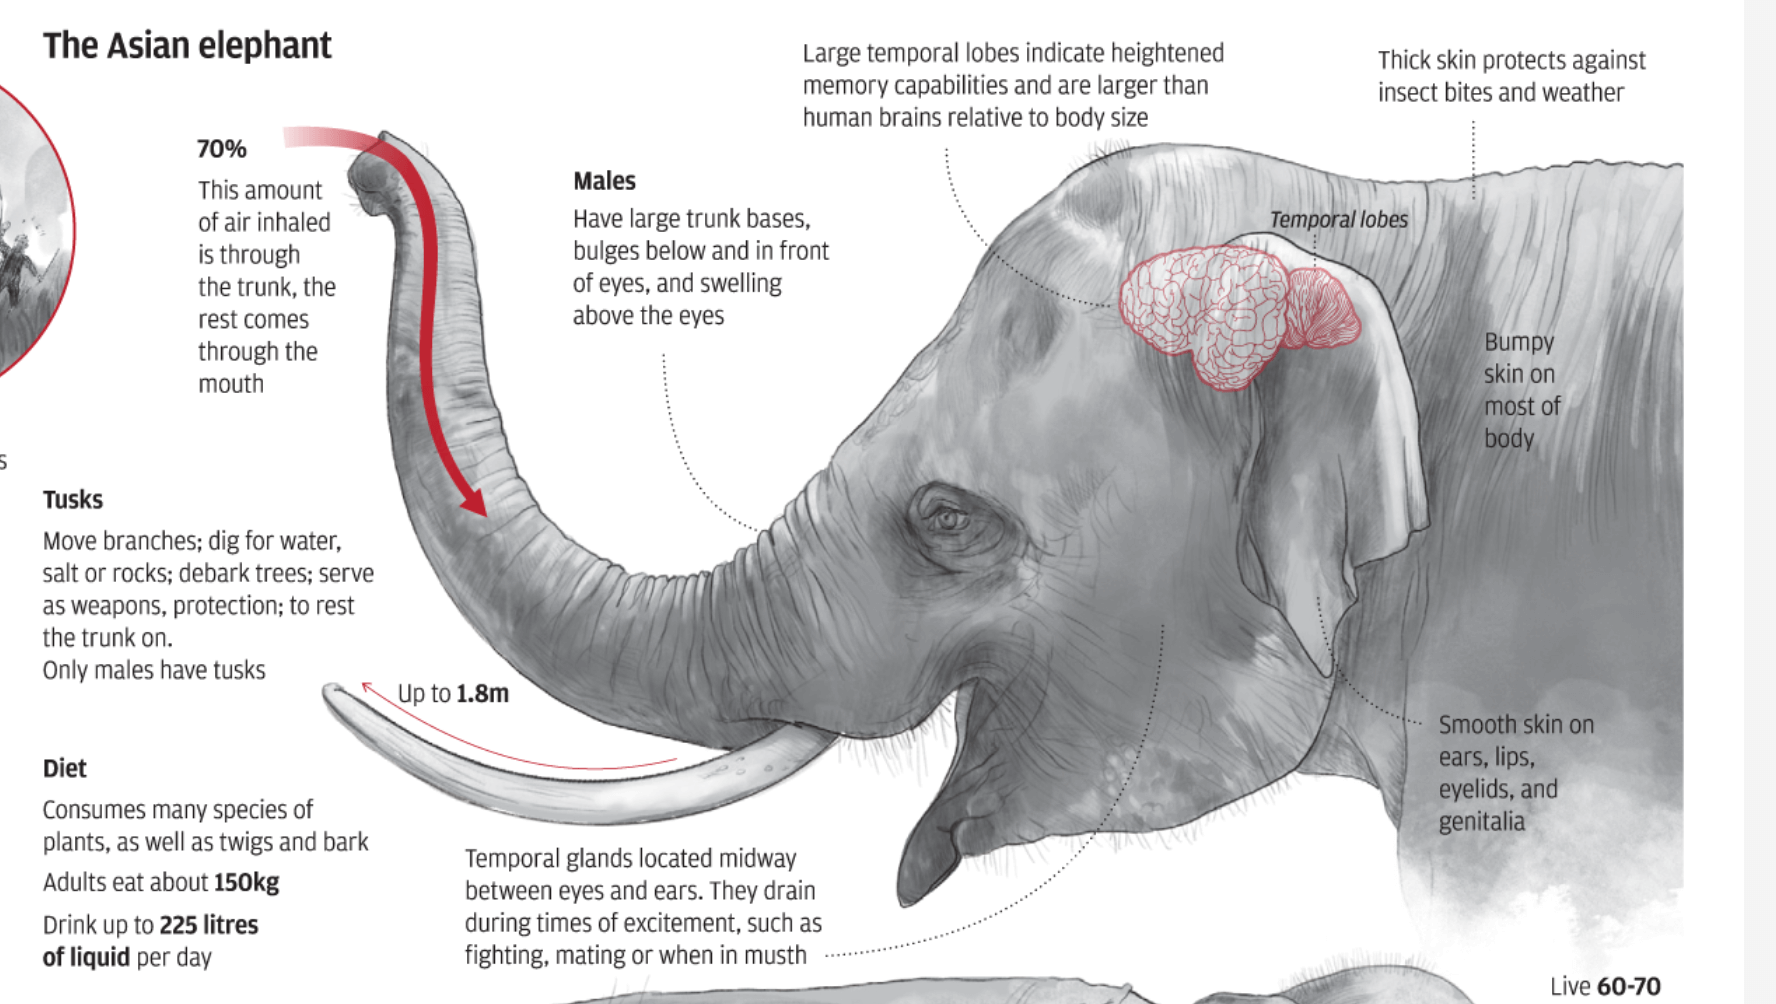 The Asian elephant
70%
This amount
of air inhaled
is through
the trunk, the
rest comes
through the
mouth
Males
Have large trunk bases,
bulges below and in front
of eyes, and swelling
above the eyes
Large temporal lobes indicate heightened
memory capabilities and are larger than
human brains relative to body size
Thick skin protects against
insect bites and weather
Temporal lobes
Bumpy
skin on
most of
body
s
Tusks
Move branches; dig for water,
salt or rocks; debark trees; serve
as weapons, protection; to rest
the trunk on.
Only males have tusks
Up to 1.8m
Diet
Consumes many species of
plants, as well as twigs and bark
Adults eat about 150kg
Drink up to 225 litres
of liquid per day
Temporal glands located midway
between eyes and ears. They drain
during times of excitement, such as
fighting, mating or when in musth
Smooth skin on
ears, lips,
eyelids, and
genitalia
Live 60-70